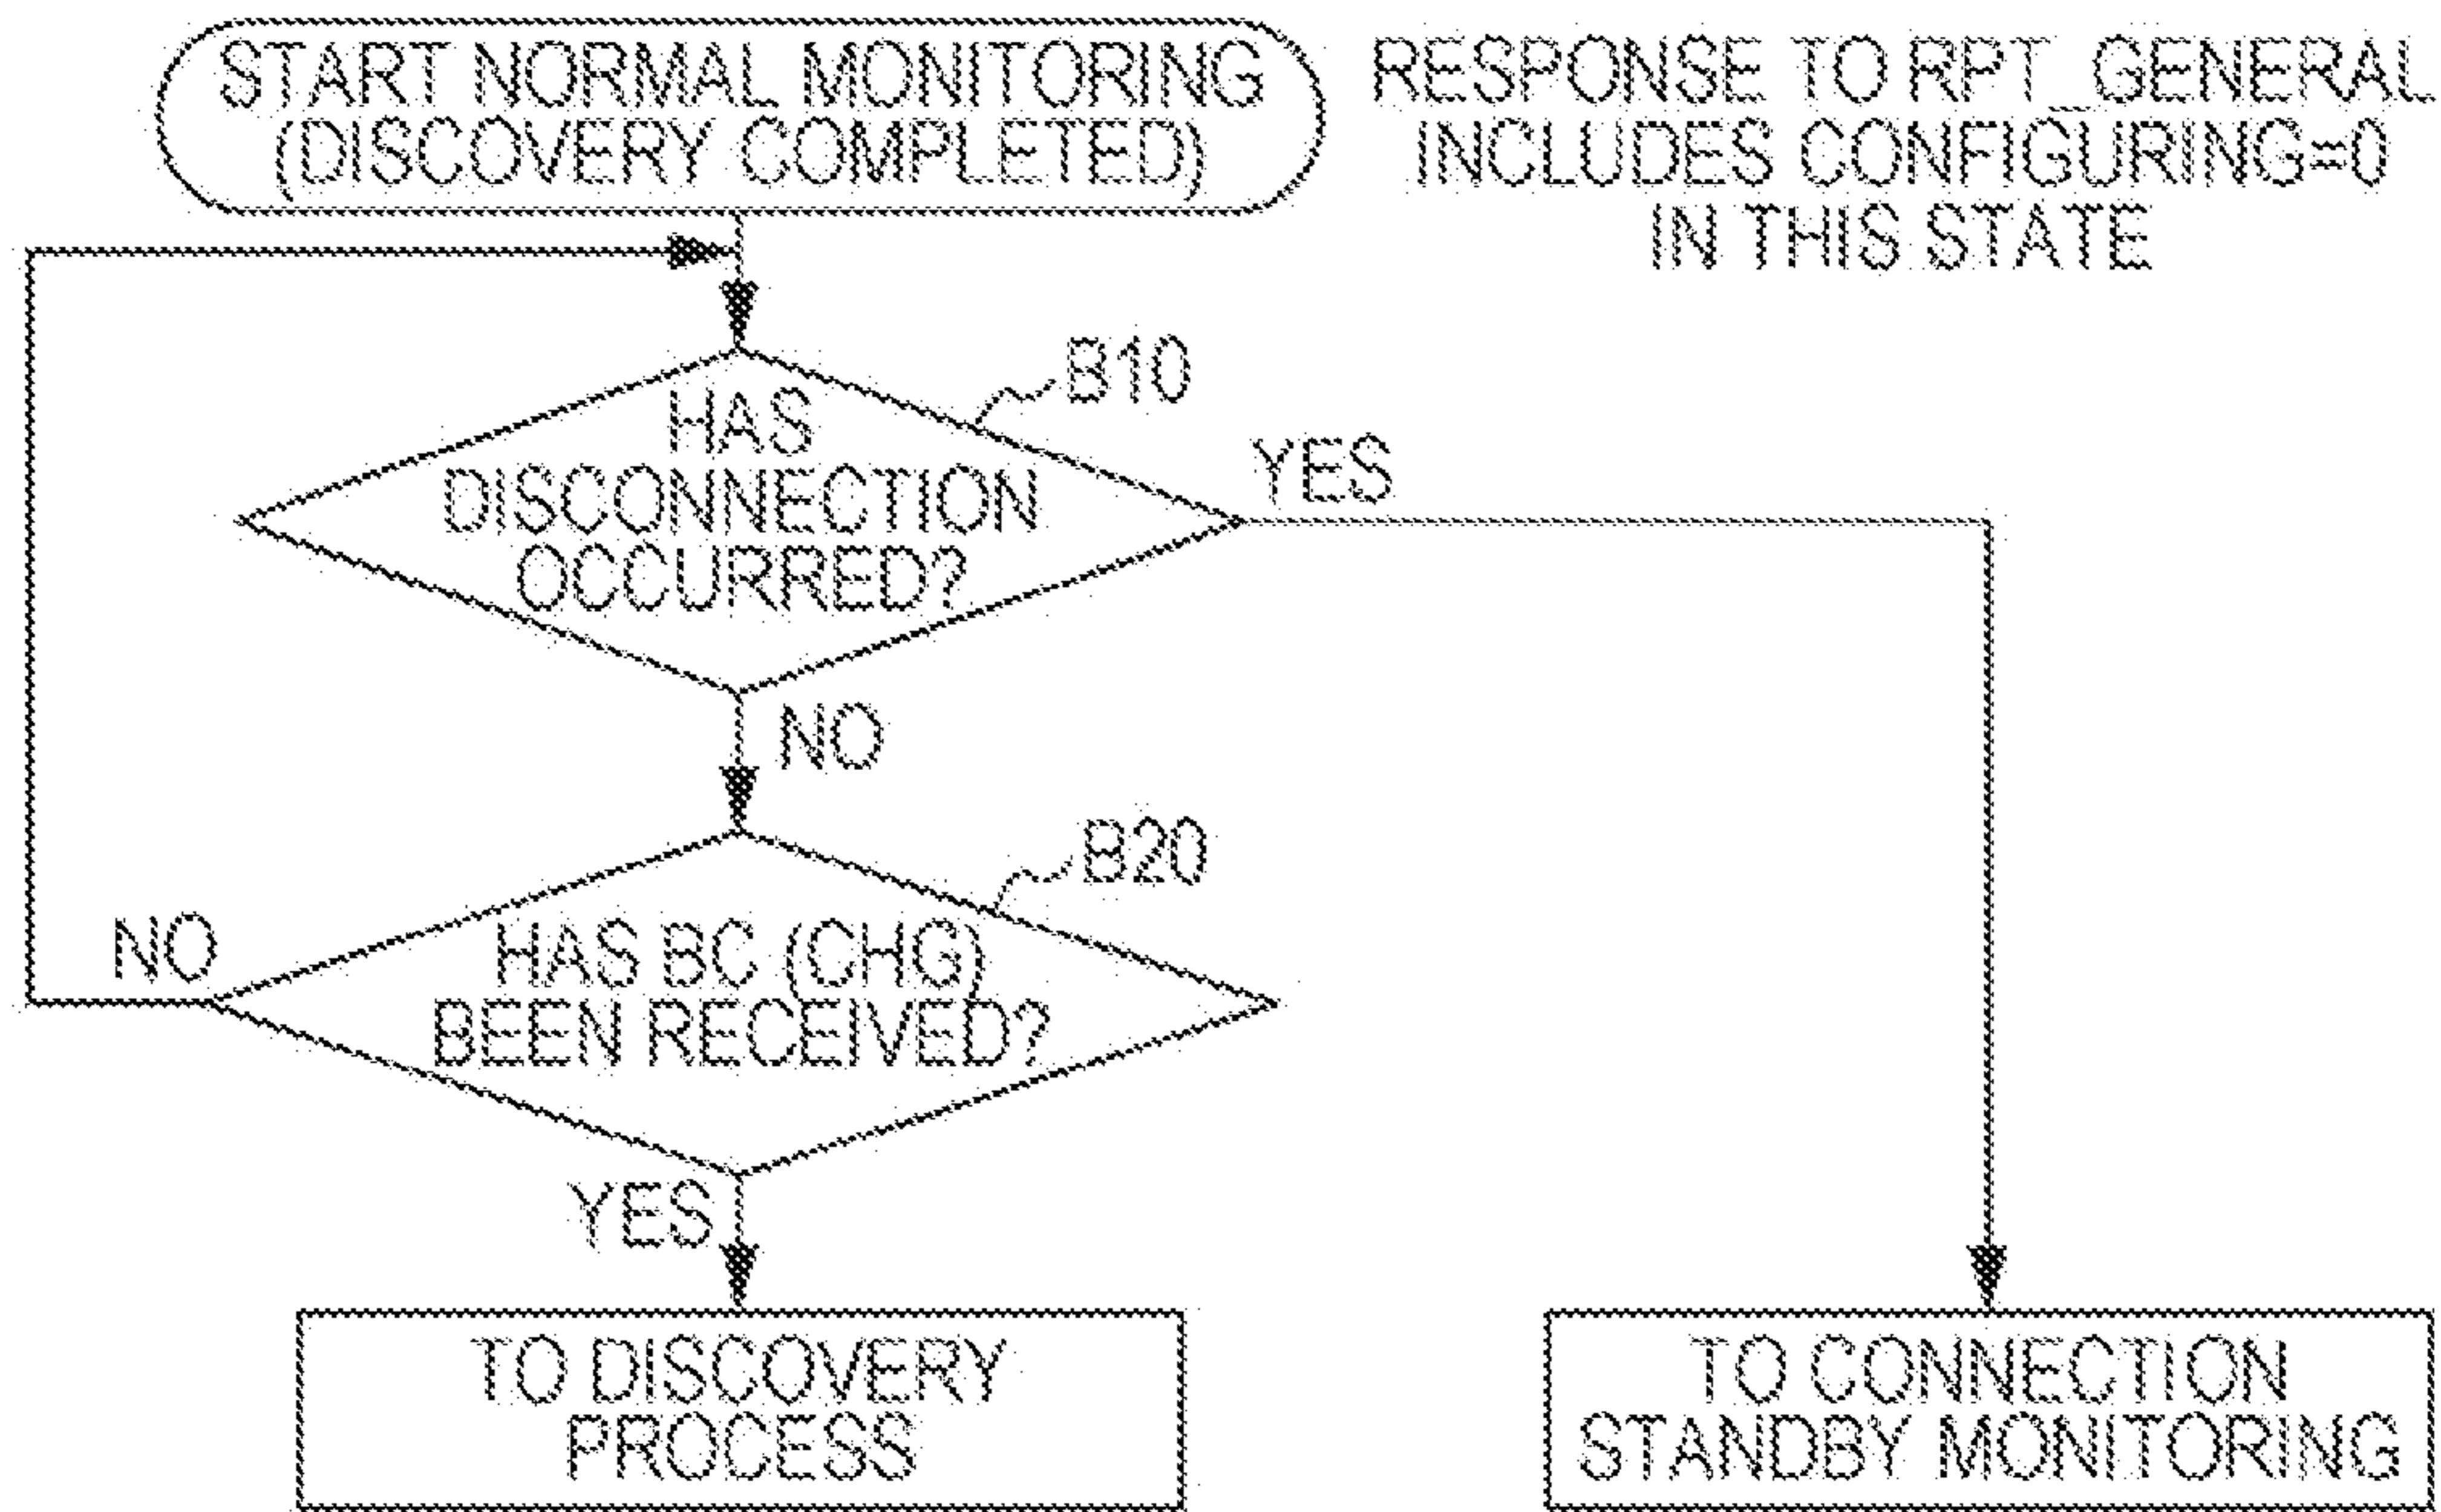 START NORMAL MONITORING
(DISCOVERY COMPLETED)
RESPONSE TO RPT_GENERAL
INCLUDES CONFIGURING=0
IN THIS STATE
B10
HAS
DISCONNECTION
OCCURRED?
YES
NO
B20
HAS BC (CHG)
BEEN RECEIVED?
NO
YES
TO DISCOVERY
PROCESS
TO CONNECTION
STANDBY MONITORING